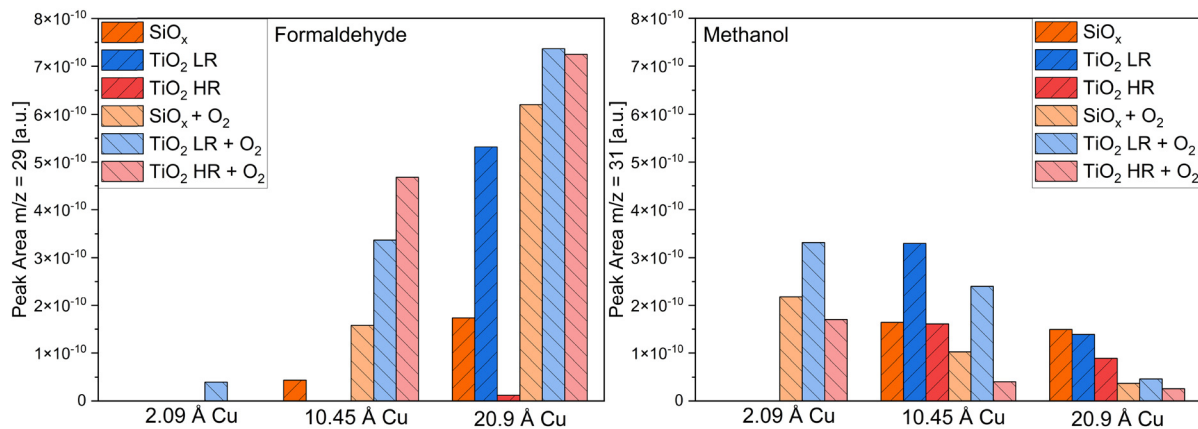 Formaldehyde
Peak Area m/z = 29 [a.u.]
8×10⁻¹⁰
7×10⁻¹⁰
6×10⁻¹⁰
5×10⁻¹⁰
4×10⁻¹⁰
3×10⁻¹⁰
2×10⁻¹⁰
1×10⁻¹⁰
0
SiOₓ
TiO₂ LR
TiO₂ HR
SiOₓ + O₂
TiO₂ LR + O₂
TiO₂ HR + O₂
2.09 Å Cu
10.45 Å Cu
20.9 Å Cu
Methanol
Peak Area m/z = 31 [a.u.]
8×10⁻¹⁰
7×10⁻¹⁰
6×10⁻¹⁰
5×10⁻¹⁰
4×10⁻¹⁰
3×10⁻¹⁰
2×10⁻¹⁰
1×10⁻¹⁰
0
SiOₓ
TiO₂ LR
TiO₂ HR
SiOₓ + O₂
TiO₂ LR + O₂
TiO₂ HR + O₂
2.09 Å Cu
10.45 Å Cu
20.9 Å Cu